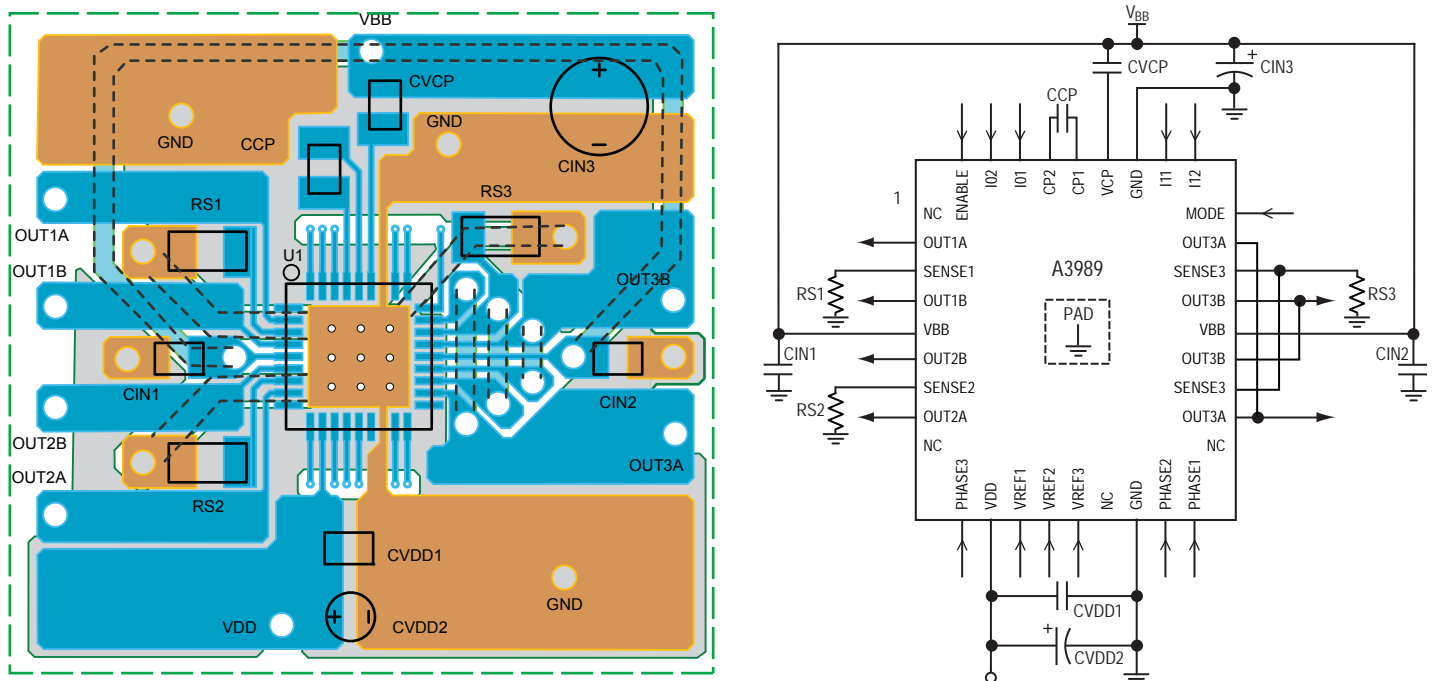 VBB
CVCP
GND
GND
CCP
CIN3
RS1
RS3
OUT1A
U1
OUT1B
OUT3B
CIN1
CIN2
OUT2B
OUT2A
OUT3A
RS2
CVDD1
GND
VDD
CVDD2
VBB
CVCP
CIN3
CCP
ENABLE
I02
I01
CP2
CP1
VCP
GND
I11
I12
1
NC
MODE
OUT1A
OUT3A
SENSE1
A3989
SENSE3
RS1
OUT1B
PAD
OUT3B
RS3
VBB
VBB
CIN1
OUT2B
OUT3B
CIN2
SENSE2
SENSE3
RS2
OUT2A
OUT3A
NC
NC
PHASE3
VDD
VREF1
VREF2
VREF3
NC
GND
PHASE2
PHASE1
CVDD1
CVDD2